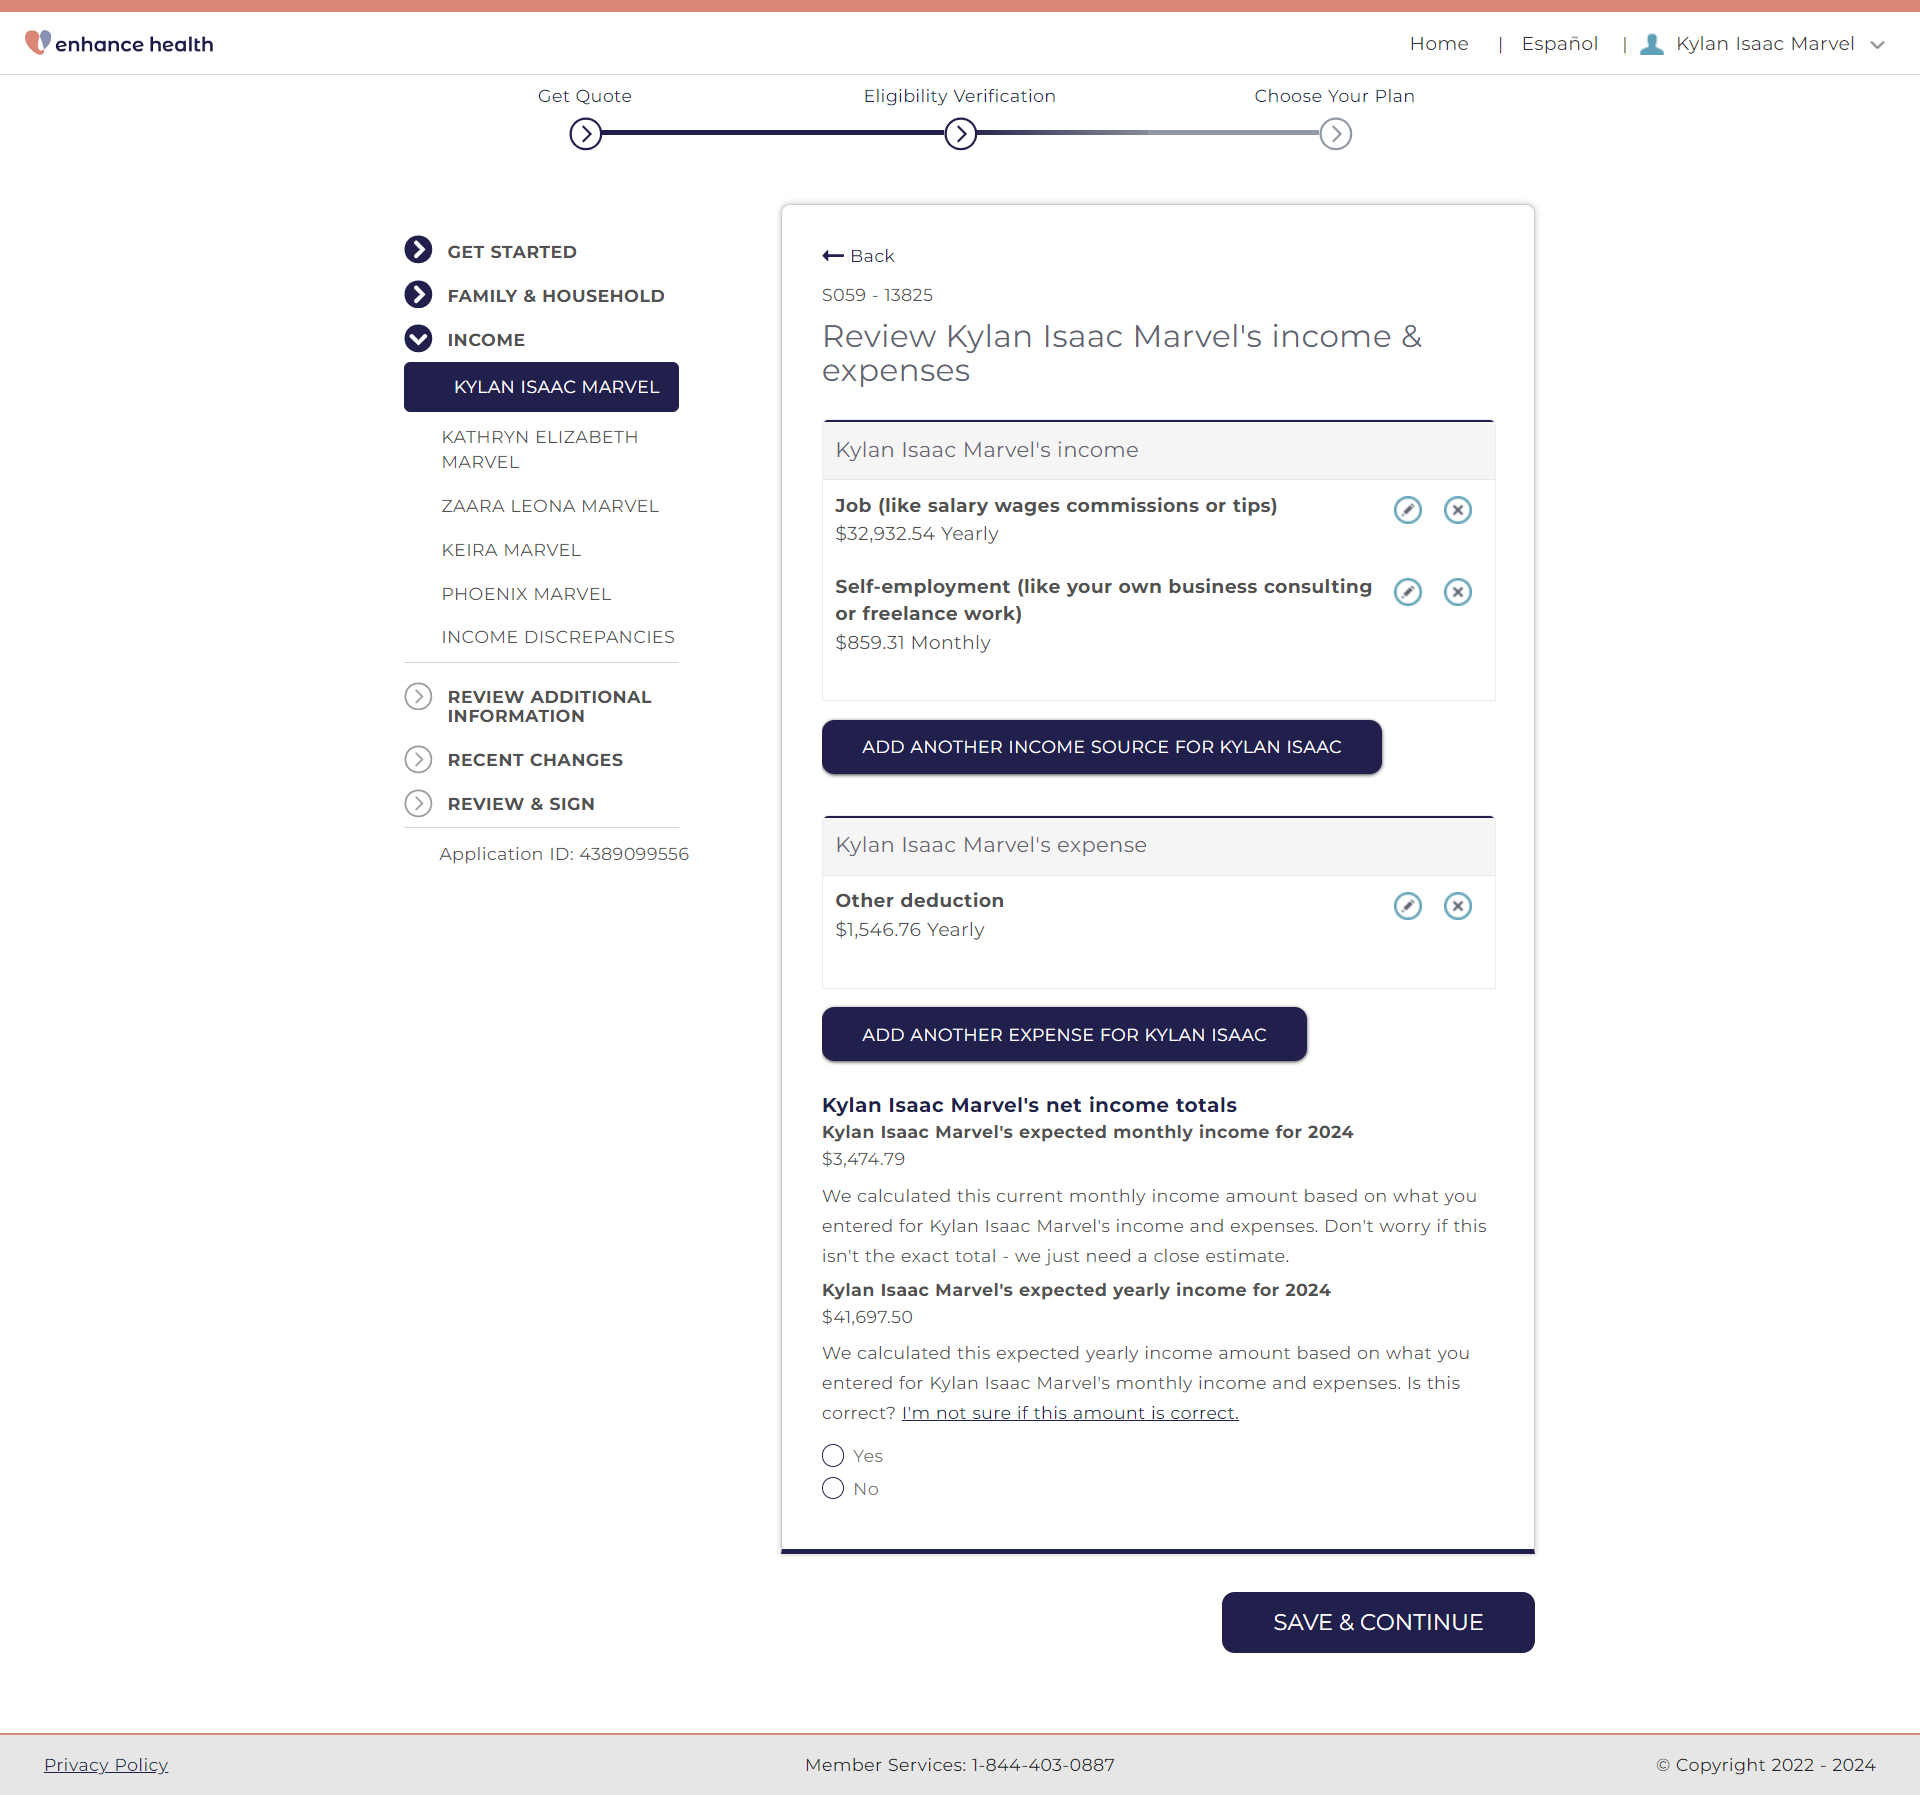 enhance health
Home | Español | Kylan Isaac Marvel
Get Quote
Eligibility Verification
Choose Your Plan
GET STARTED
FAMILY & HOUSEHOLD
INCOME
KYLAN ISAAC MARVEL
KATHRYN ELIZABETH
MARVEL
ZAARA LEONA MARVEL
KEIRA MARVEL
PHOENIX MARVEL
INCOME DISCREPANCIES
REVIEW ADDITIONAL
INFORMATION
RECENT CHANGES
REVIEW & SIGN
Application ID: 4389099556
Back
S059 - 13825
Review Kylan Isaac Marvel's income &
expenses
Kylan Isaac Marvel's income
Job (like salary wages commissions or tips)
$32,932.54 Yearly
Self-employment (like your own business consulting
or freelance work)
$859.31 Monthly
ADD ANOTHER INCOME SOURCE FOR KYLAN ISAAC
Kylan Isaac Marvel's expense
Other deduction
$1,546.76 Yearly
ADD ANOTHER EXPENSE FOR KYLAN ISAAC
Kylan Isaac Marvel's net income totals
Kylan Isaac Marvel's expected monthly income for 2024
$3,474.79
We calculated this current monthly income amount based on what you
entered for Kylan Isaac Marvel's income and expenses. Don't worry if this
isn't the exact total - we just need a close estimate.
Kylan Isaac Marvel's expected yearly income for 2024
$41,697.50
We calculated this expected yearly income amount based on what you
entered for Kylan Isaac Marvel's monthly income and expenses. Is this
correct? I'm not sure if this amount is correct.
Yes
No
SAVE & CONTINUE
Privacy Policy
Member Services: 1-844-403-0887
© Copyright 2022 - 2024